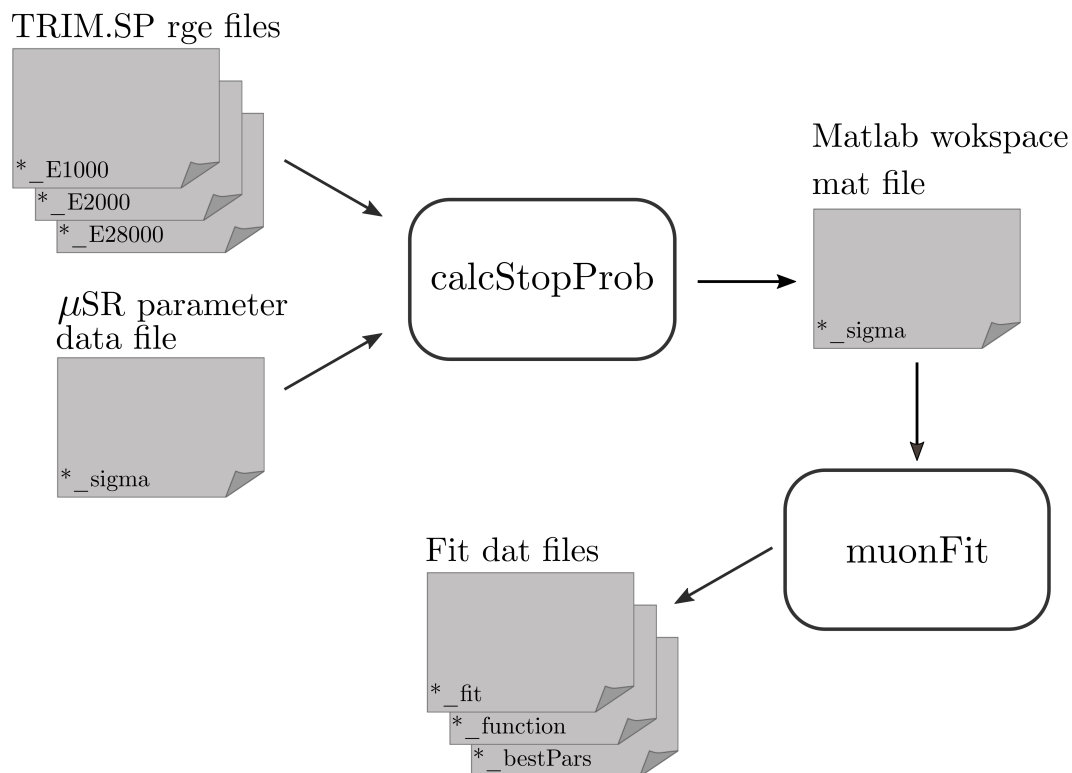 TRIM.SP rge files
*_E1000
*_E2000
*_E28000
μSR parameter
data file
*_sigma
calcStopProb
Matlab wokspace
mat file
*_sigma
muonFit
Fit dat files
*_fit
*_function
*_bestPars